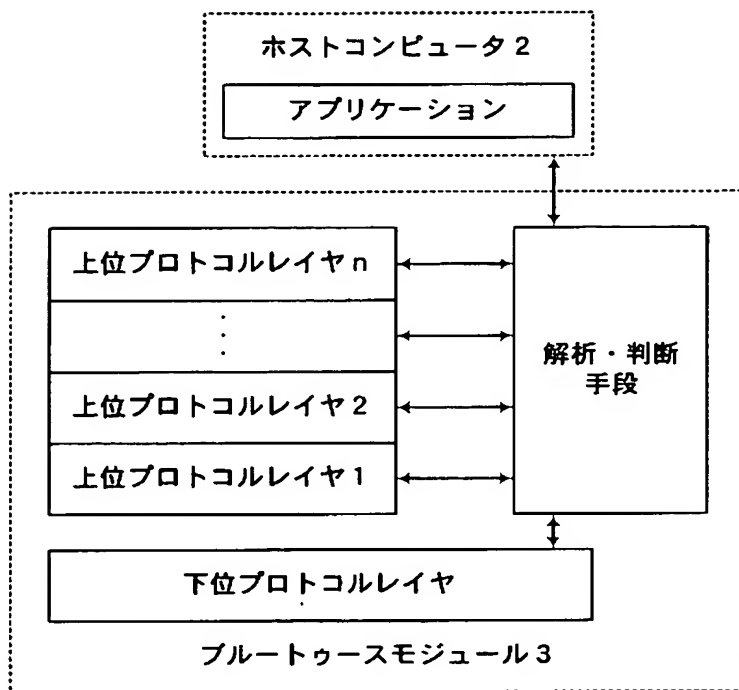 ホストコンピュータ2
アプリケーション
上位プロトコルレイヤn
⋮
上位プロトコルレイヤ2
上位プロトコルレイヤ1
解析・判断
手段
下位プロトコルレイヤ
ブルートゥースモジュール3